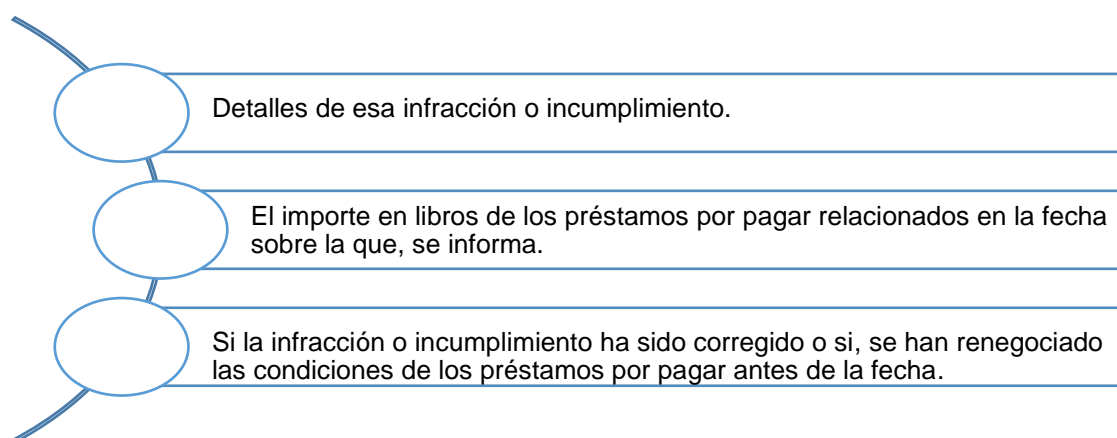 Detalles de esa infracción o incumplimiento.
El importe en libros de los préstamos por pagar relacionados en la fecha
sobre la que, se informa.
Si la infracción o incumplimiento ha sido corregido o si, se han renegociado
las condiciones de los préstamos por pagar antes de la fecha.